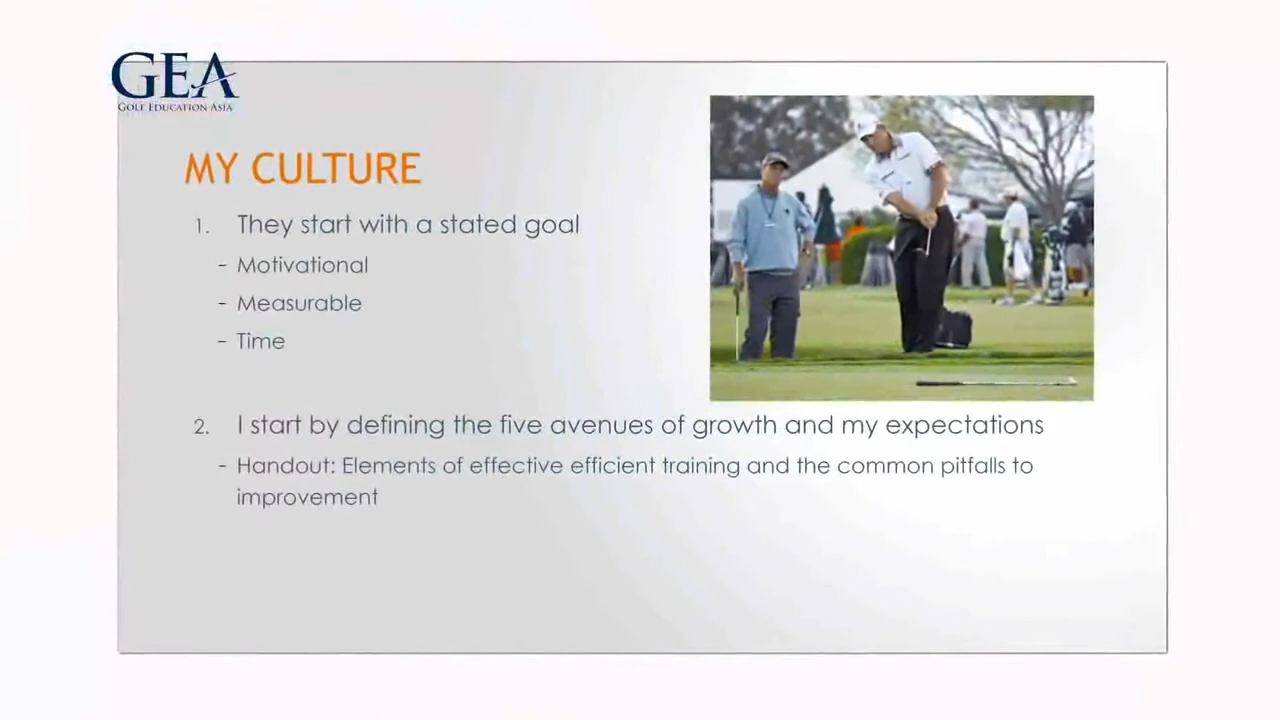 GEA
GOLF EDUCATION ASIA
MY CULTURE
1. They start with a stated goal
- Motivational
- Measurable
- Time
2. I start by defining the five avenues of growth and my expectations
- Handout: Elements of effective efficient training and the common pitfalls to
improvement